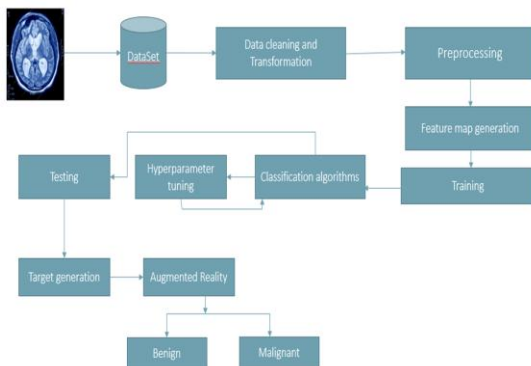 DataSet
Data cleaning and
Transformation
Preprocessing
Feature map generation
Training
Classification algorithms
Hyperparameter
tuning
Testing
Target generation
Augmented Reality
Benign
Malignant